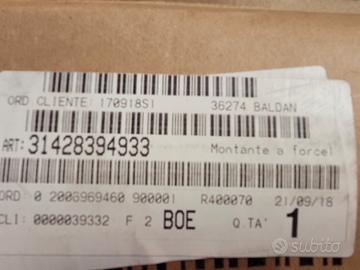 ORD CLIENTE: 170918SI 36274 BALDAN
ART: 31428394933 Montante a forcel
ORD: 0 2006969460 900001 R400070 21/09/18
CLI: 0000039332 F 2 BOE Q.TA' 1
subito